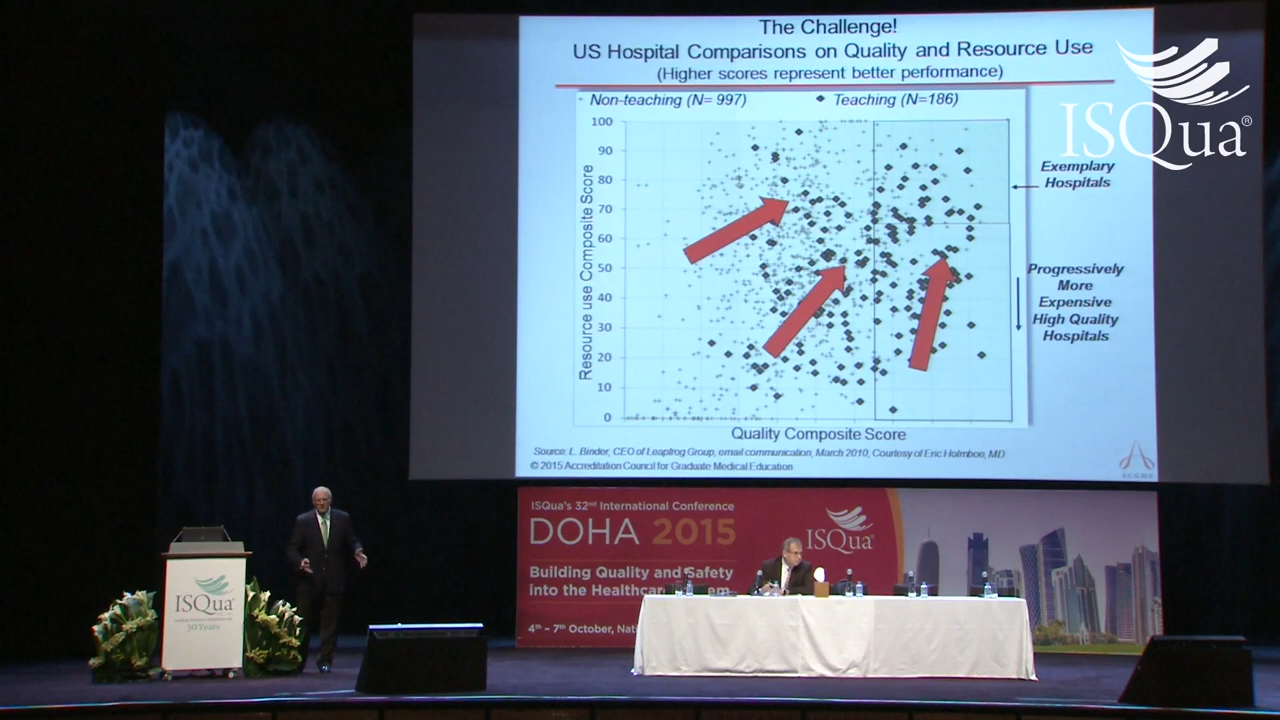 The Challenge!
US Hospital Comparisons on Quality and Resource Use
(Higher scores represent better performance)
ISQua®
Non-teaching (N= 997)
Teaching (N=186)
100
90
80
70
60
50
40
30
20
10
0
Resource use Composite Score
Quality Composite Score
Exemplary
Hospitals
Progressively
More
Expensive
High Quality
Hospitals
Source: L. Binder, CEO of Leapfrog Group, email communication, March 2010, Courtesy of Eric Holmboe, MD
© 2015 Accreditation Council for Graduate Medical Education
ACGME
ISQua's 32nd International Conference
DOHA 2015
Building Quality and Safety
into the Healthcare
4th – 7th October,
ISQua
ISQua
30 Years